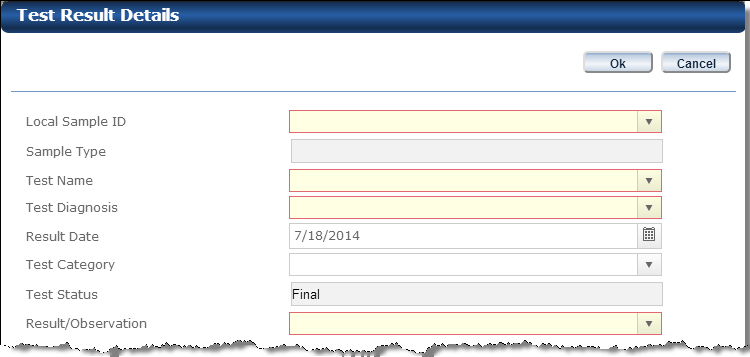 Test Result Details
Ok Cancel
Local Sample ID
Sample Type
Test Name
Test Diagnosis
Result Date 7/18/2014
Test Category
Test Status Final
Result/Observation